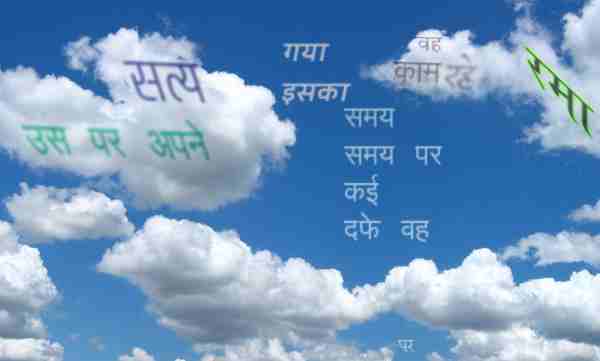 सत्य
उस पर अपने
गया
इसका
समय
समय पर
कई
दफे वह
वह
काम रहे
रमा
पर